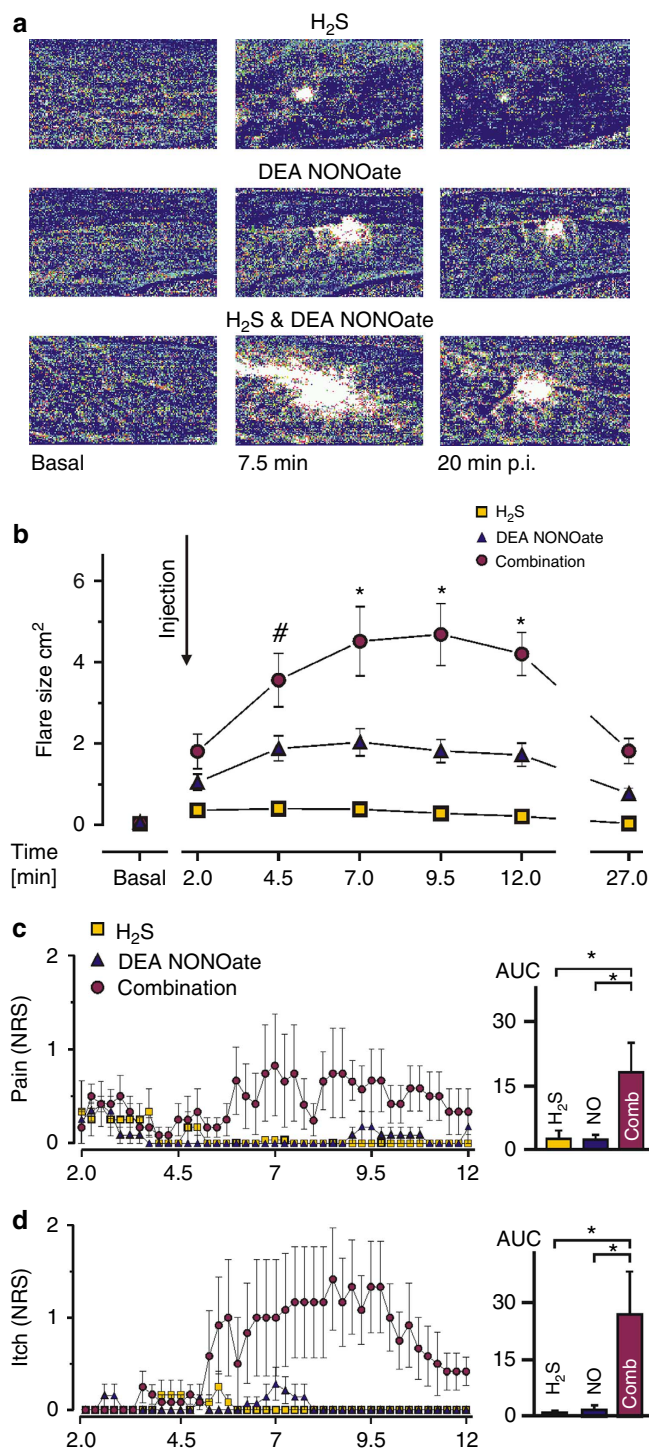 a
H₂S
DEA NONOate
H₂S & DEA NONOate
Basal 7.5 min 20 min p.i.
b
H₂S
DEA NONOate
Combination
Injection
Flare size cm²
6
4
2
0
# * * *
Time [min]
Basal 2.0 4.5 7.0 9.5 12.0 27.0
c
H₂S
DEA NONOate
Combination
Pain (NRS)
2
1
0
2.0 4.5 7 9.5 12
AUC
* *
30
15
0
H₂S NO Comb
d
Itch (NRS)
2
1
0
2.0 4.5 7 9.5 12
AUC
* *
30
15
0
H₂S NO Comb